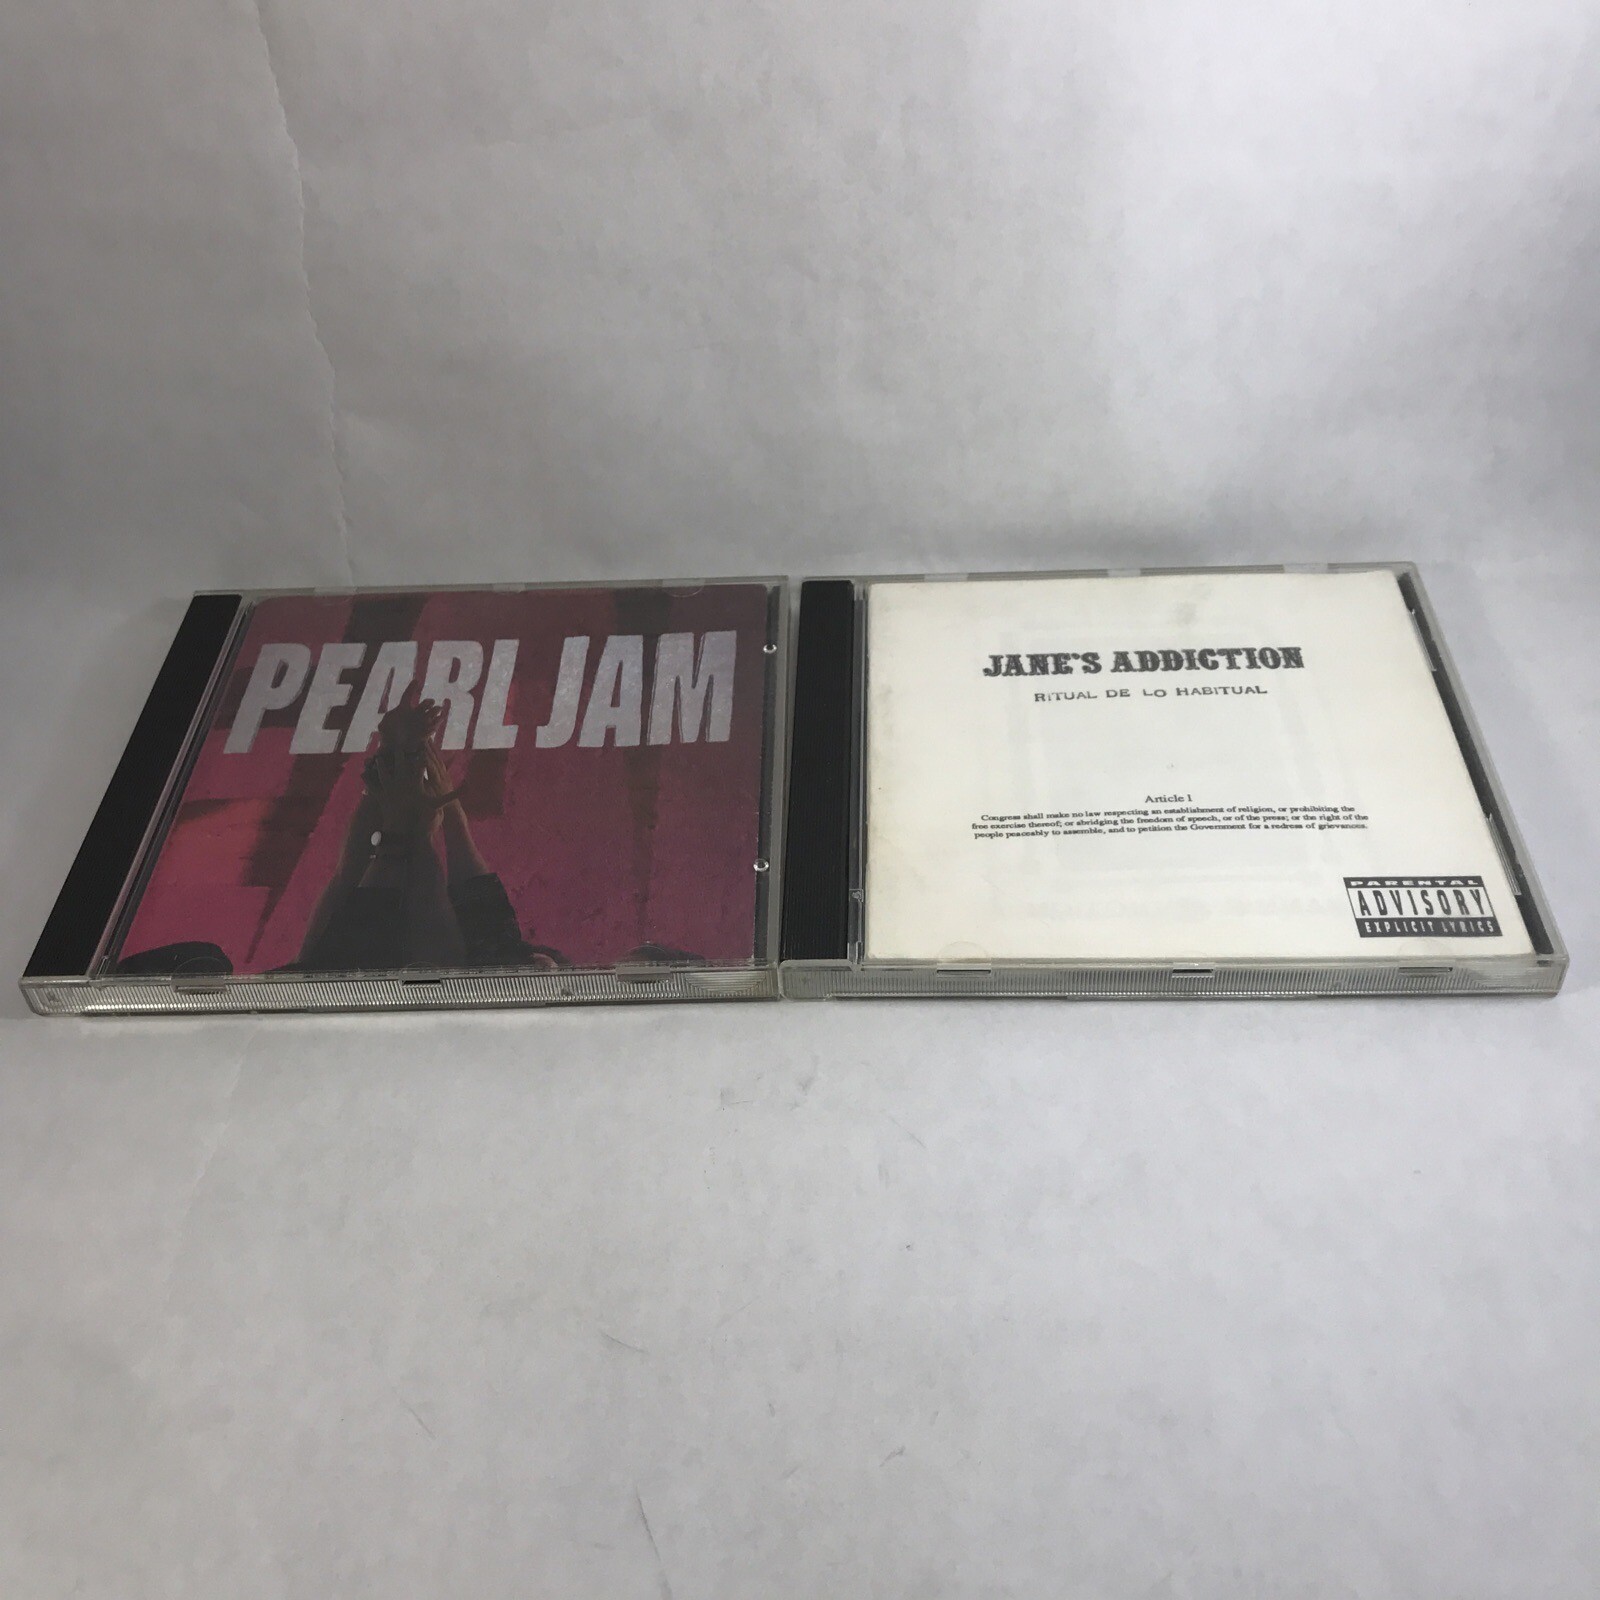 PEARL JAM
JANE'S ADDICTION
RITUAL DE LO HABITUAL
Article 1
Congress shall make no law respecting an establishment of religion, or prohibiting the
free exercise thereof; or abridging the freedom of speech, or of the press; or the right of the
people peaceably to assemble, and to petition the Government for a redress of grievances.
PARENTAL
ADVISORY
EXPLICIT LYRICS